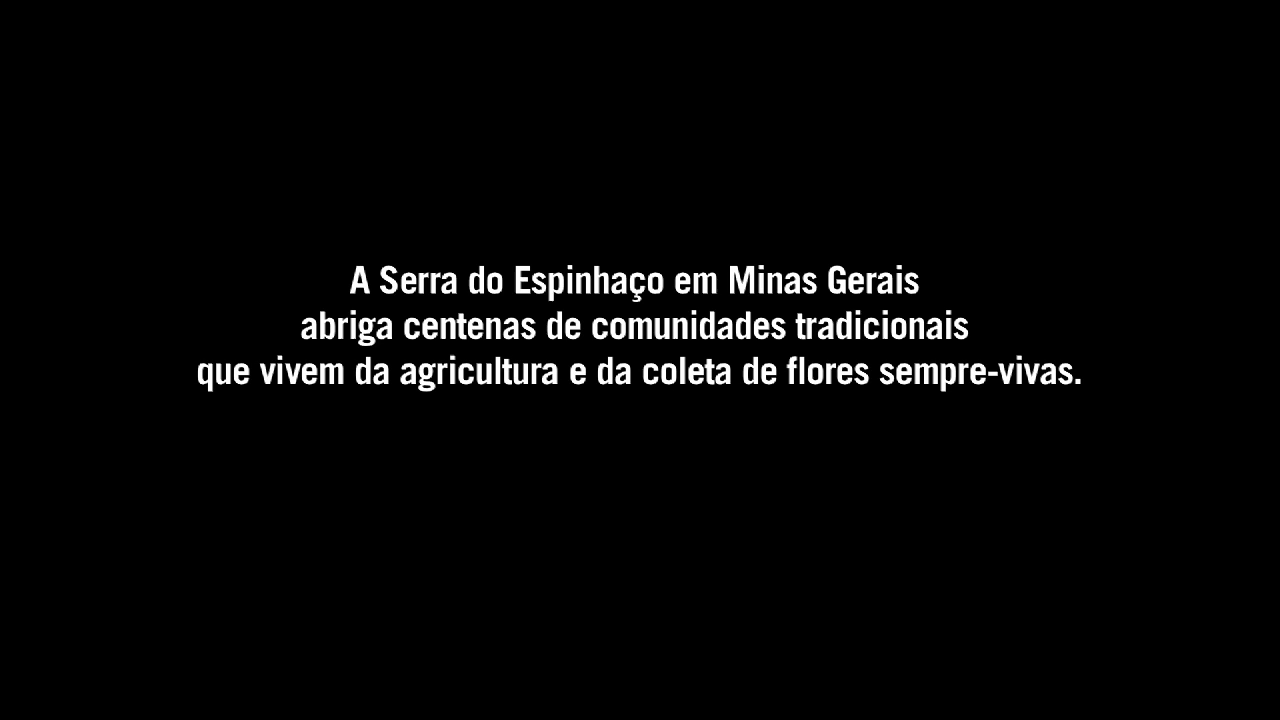 A Serra do Espinhaço em Minas Gerais
abriga centenas de comunidades tradicionais
que vivem da agricultura e da coleta de flores sempre-vivas.